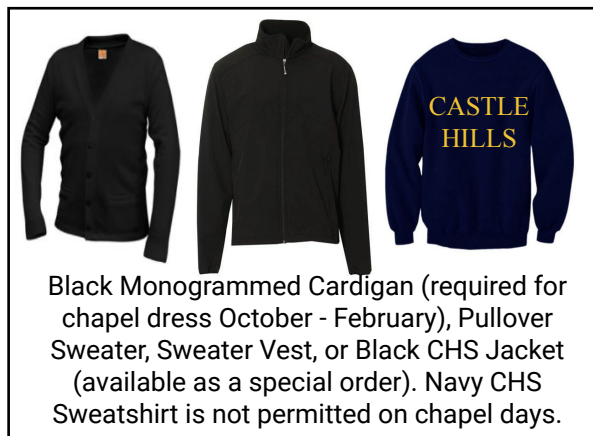 CASTLE
HILLS
Black Monogrammed Cardigan (required for
chapel dress October - February), Pullover
Sweater, Sweater Vest, or Black CHS Jacket
(available as a special order). Navy CHS
Sweatshirt is not permitted on chapel days.